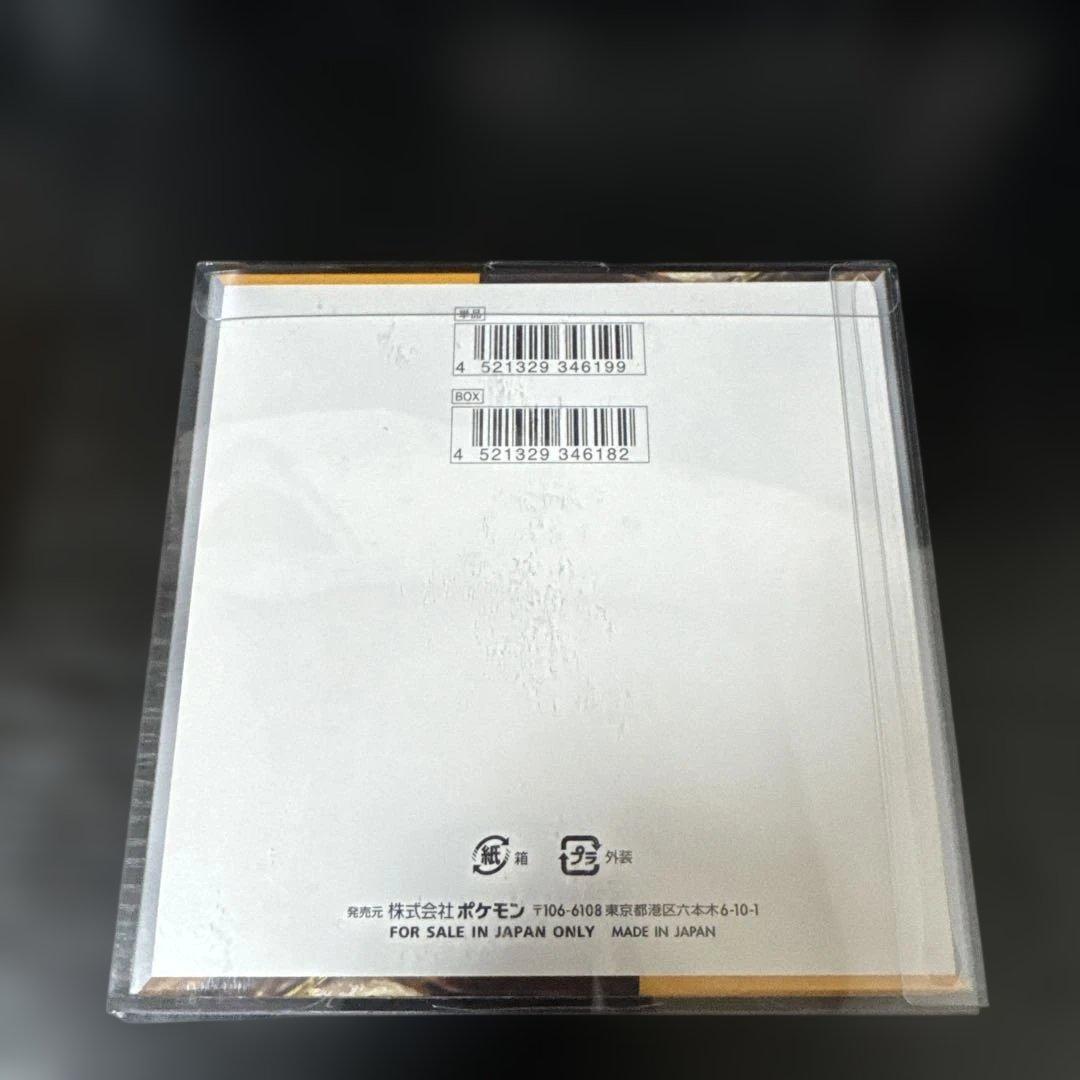 単品
4 521329 346199
BOX
4 521329 346182
紙 箱 プラ 外装
発売元 株式会社 ポケモン 〒106-6108 東京都港区六本木6-10-1
FOR SALE IN JAPAN ONLY MADE IN JAPAN